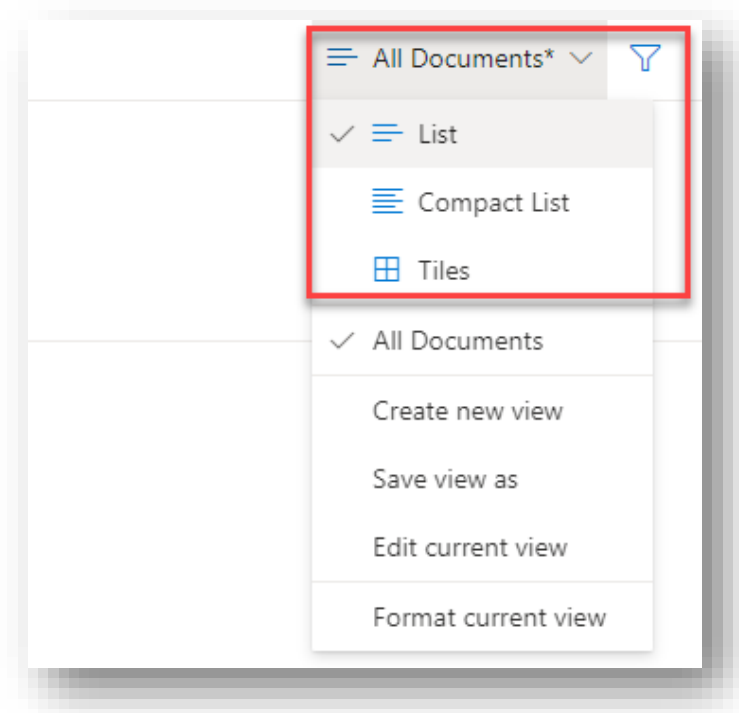 All Documents*
List
Compact List
Tiles
All Documents
Create new view
Save view as
Edit current view
Format current view